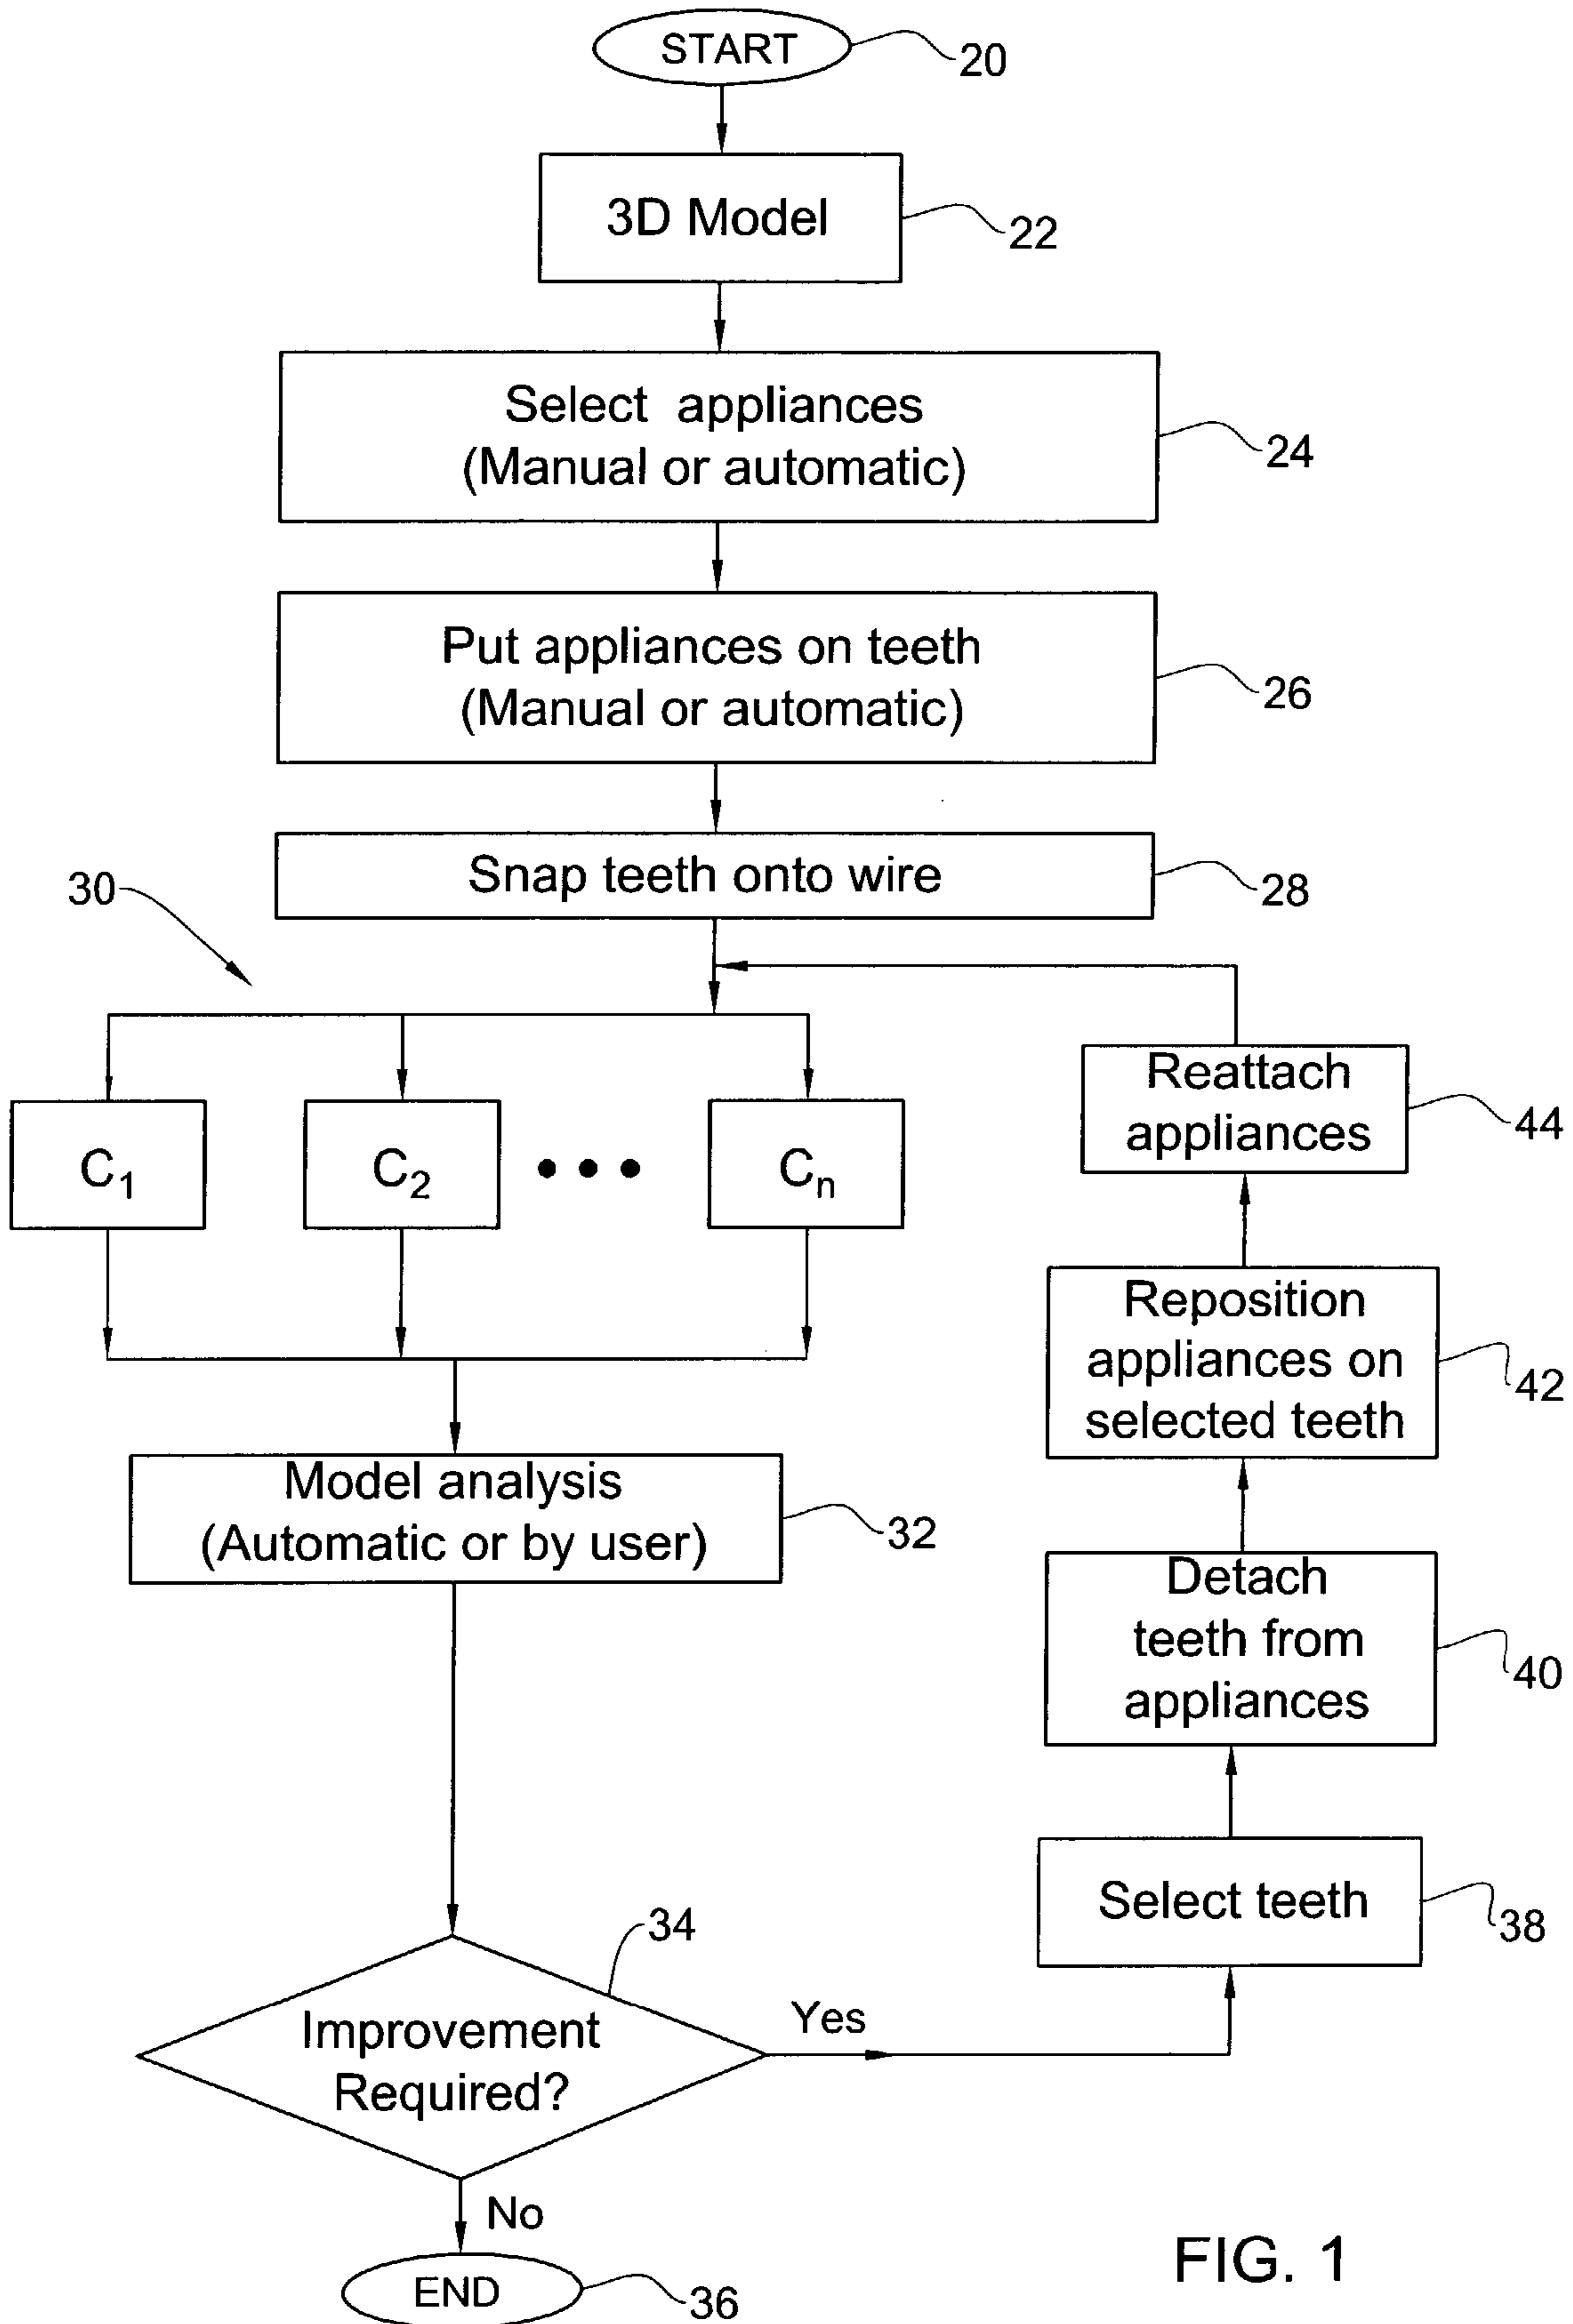 START
20
3D Model
22
Select appliances
(Manual or automatic)
24
Put appliances on teeth
(Manual or automatic)
26
Snap teeth onto wire
28
30
C1
C2
Cn
Model analysis
(Automatic or by user)
32
Improvement
Required?
34
Yes
No
END
36
Select teeth
38
Detach
teeth from
appliances
40
Reposition
appliances on
selected teeth
42
Reattach
appliances
44
FIG. 1